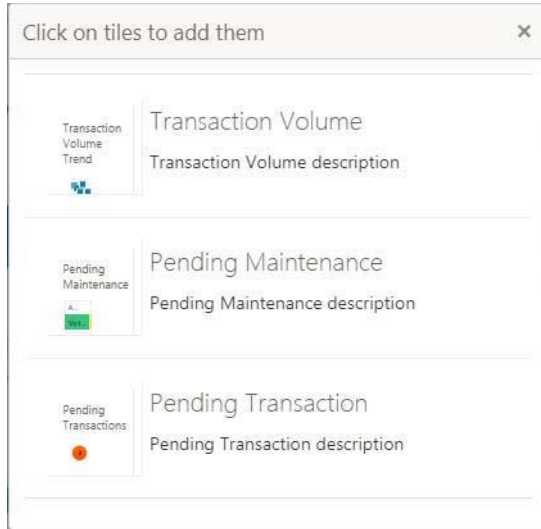 Click on tiles to add them ×
Transaction
Volume
Trend
Transaction Volume
Transaction Volume description
Pending
Maintenance
A...
Pending Maintenance
Pending Maintenance description
Pending
Transactions
Pending Transaction
Pending Transaction description